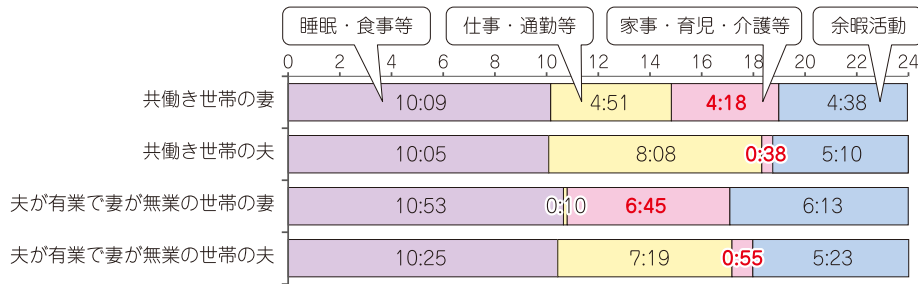 睡眠・食事等 仕事・通勤等 家事・育児・介護等 余暇活動
0 2 4 6 8 10 12 14 16 18 20 22 24
共働き世帯の妻 10:09 4:51 4:18 4:38
共働き世帯の夫 10:05 8:08 0:38 5:10
夫が有業で妻が無業の世帯の妻 10:53 0:10 6:45 6:13
夫が有業で妻が無業の世帯の夫 10:25 7:19 0:55 5:23